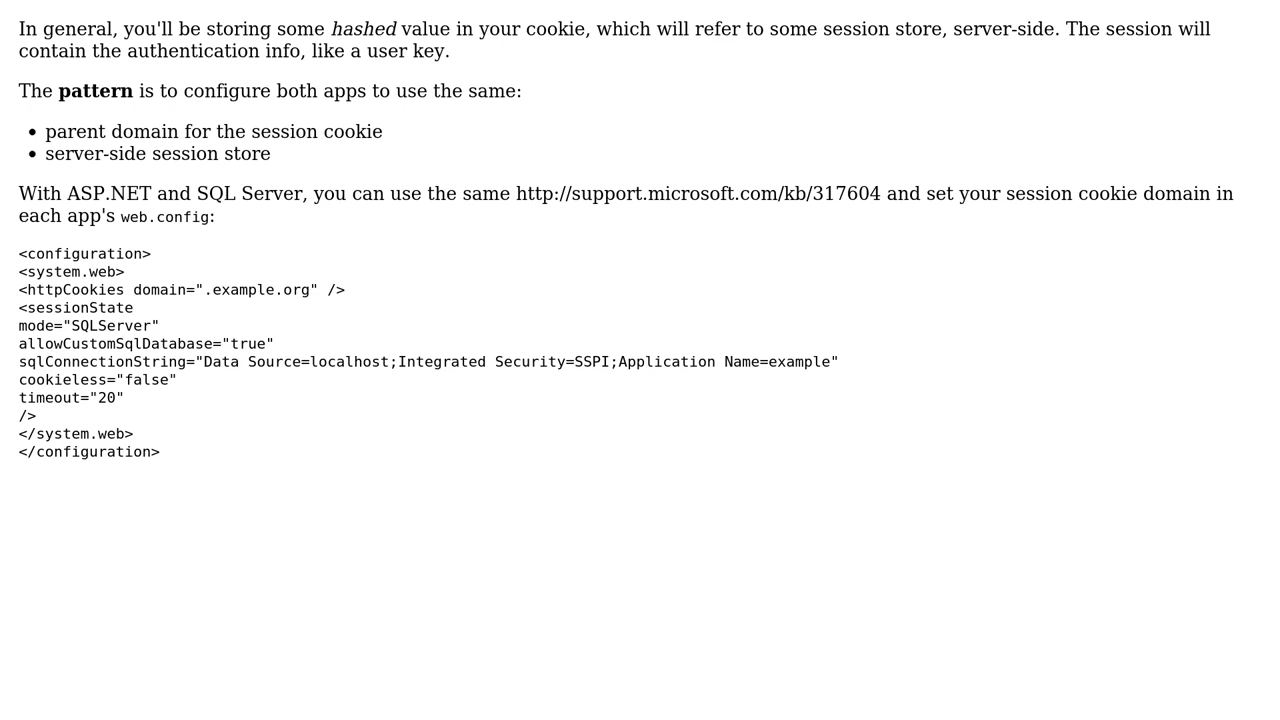 In general, you'll be storing some hashed value in your cookie, which will refer to some session store, server-side. The session will
contain the authentication info, like a user key.
The pattern is to configure both apps to use the same:
• parent domain for the session cookie
• server-side session store
With ASP.NET and SQL Server, you can use the same http://support.microsoft.com/kb/317604 and set your session cookie domain in
each app's web.config:
<configuration>
<system.web>
<httpCookies domain=".example.org" />
<sessionState
mode="SQLServer"
allowCustomSqlDatabase="true"
sqlConnectionString="Data Source=localhost;Integrated Security=SSPI;Application Name=example"
cookieless="false"
timeout="20"
/>
</system.web>
</configuration>